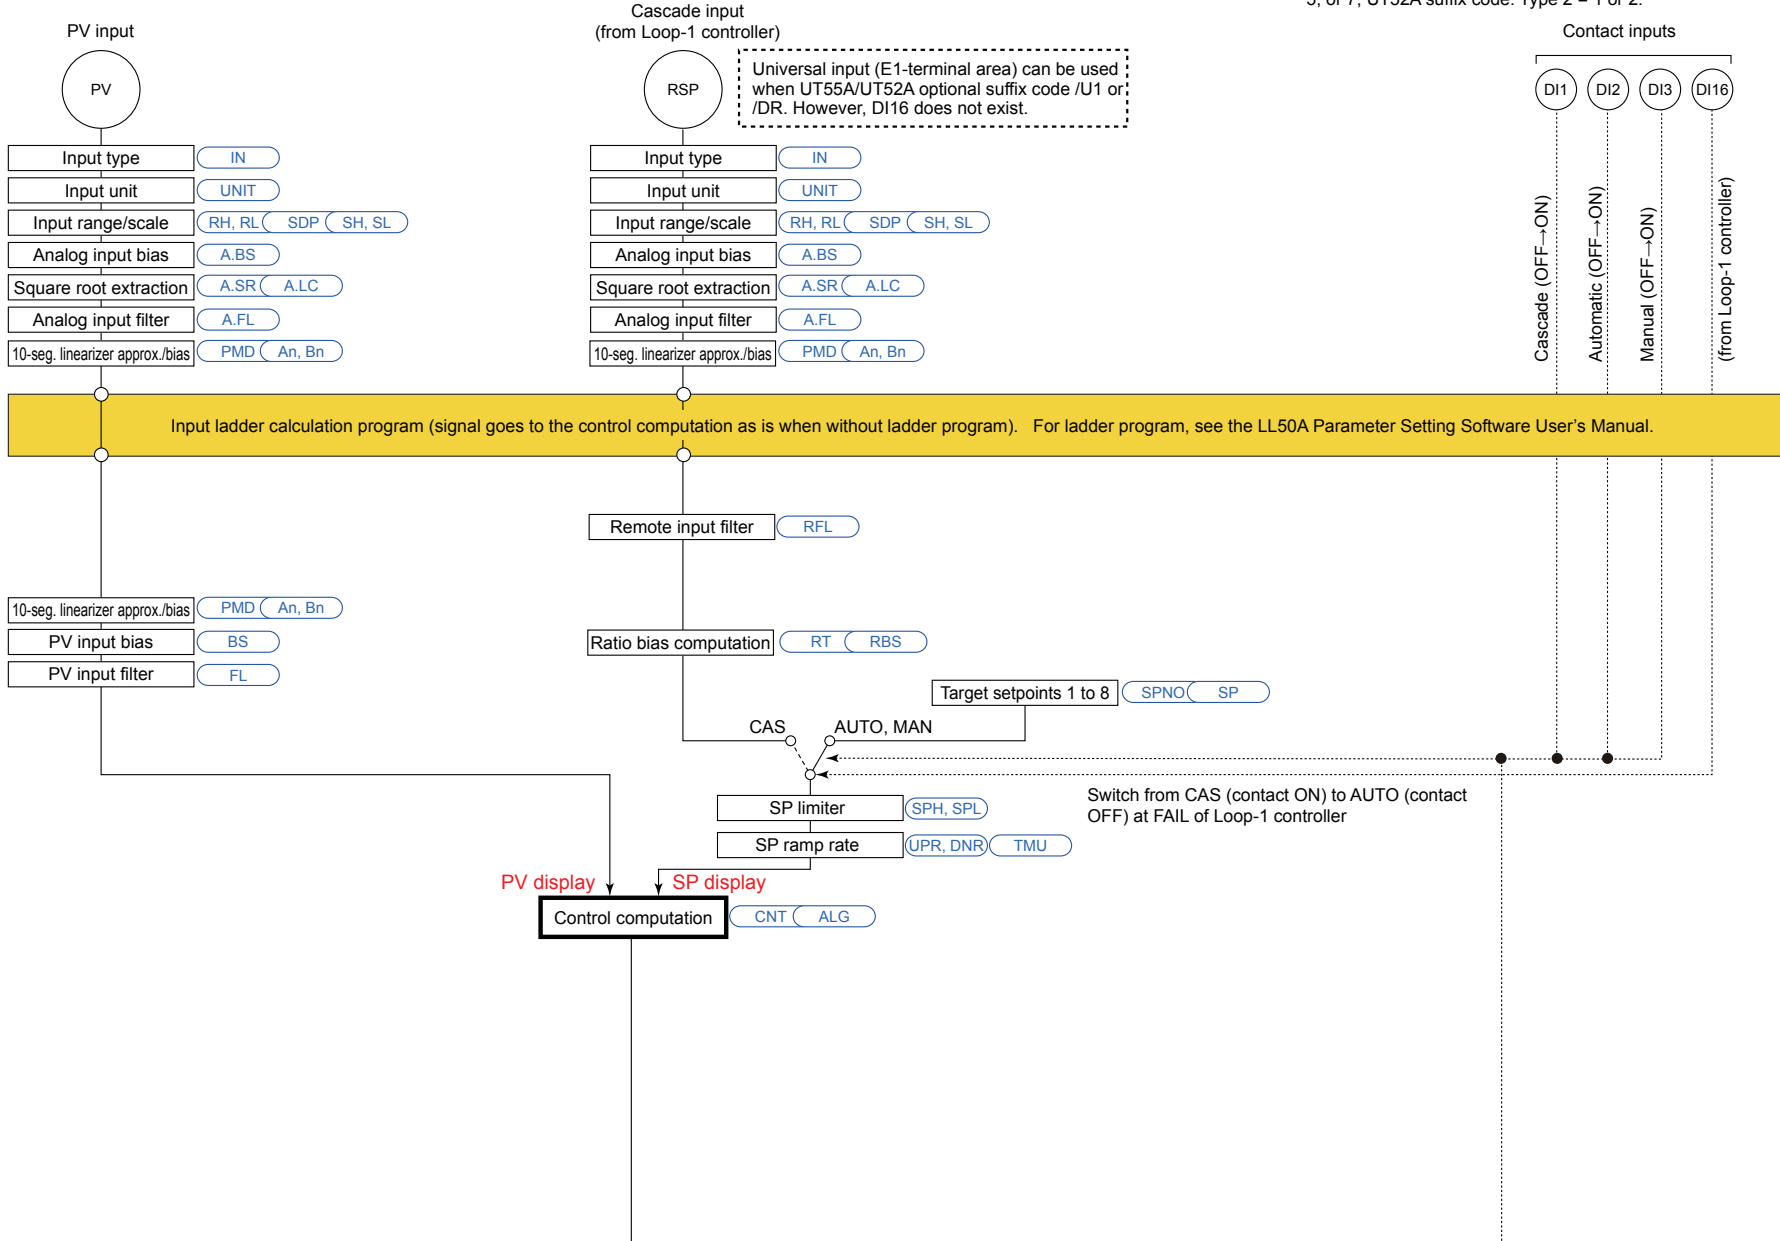 5, or 7; UT52A suffix code: Type 2 = 1 or 2.
PV input
Cascade input
(from Loop-1 controller)
Contact inputs
PV
RSP
Universal input (E1-terminal area) can be used
when UT55A/UT52A optional suffix code /U1 or
/DR. However, DI16 does not exist.
DI1
DI2
DI3
DI16
Input type
IN
Input unit
UNIT
Input range/scale
RH, RL
SDP
SH, SL
Analog input bias
A.BS
Square root extraction
A.SR
A.LC
Analog input filter
A.FL
10-seg. linearizer approx./bias
PMD
An, Bn
Input type
IN
Input unit
UNIT
Input range/scale
RH, RL
SDP
SH, SL
Analog input bias
A.BS
Square root extraction
A.SR
A.LC
Analog input filter
A.FL
10-seg. linearizer approx./bias
PMD
An, Bn
Cascade (OFF→ON)
Automatic (OFF→ON)
Manual (OFF→ON)
(from Loop-1 controller)
Input ladder calculation program (signal goes to the control computation as is when without ladder program).   For ladder program, see the LL50A Parameter Setting Software User's Manual.
Remote input filter
RFL
10-seg. linearizer approx./bias
PMD
An, Bn
PV input bias
BS
PV input filter
FL
Ratio bias computation
RT
RBS
Target setpoints 1 to 8
SPNO
SP
CAS
AUTO, MAN
Switch from CAS (contact ON) to AUTO (contact
OFF) at FAIL of Loop-1 controller
SP limiter
SPH, SPL
SP ramp rate
UPR, DNR
TMU
PV display
SP display
Control computation
CNT
ALG